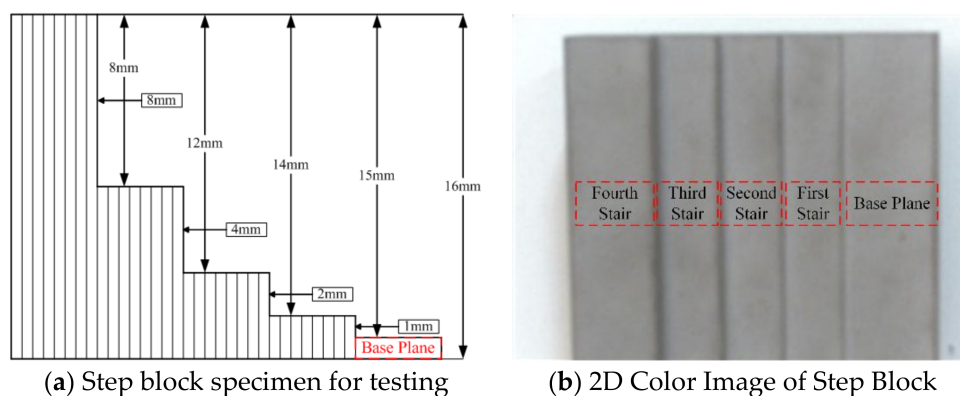 8mm
8mm
12mm
14mm
15mm
16mm
4mm
2mm
1mm
Base Plane
Fourth
Stair
Third
Stair
Second
Stair
First
Stair
Base Plane
(a) Step block specimen for testing
(b) 2D Color Image of Step Block